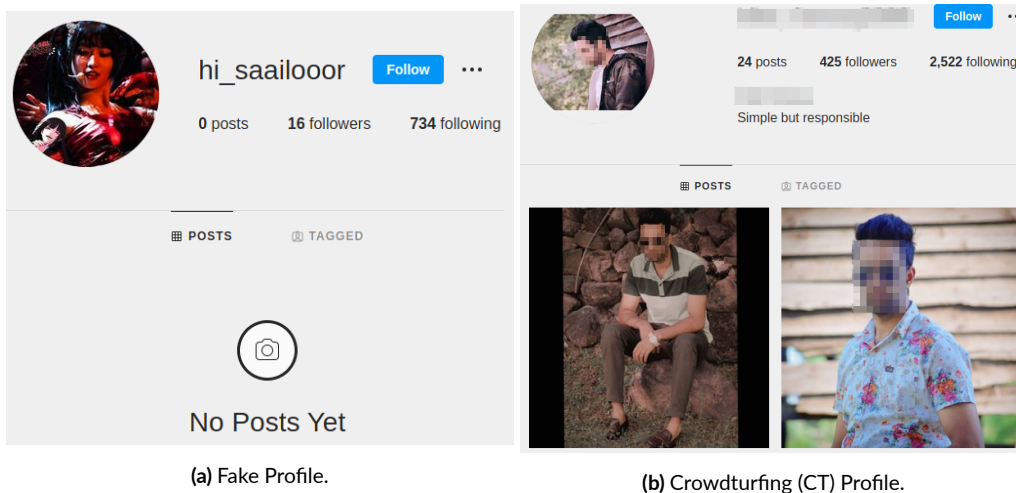 hi_saailooor Follow ...
0 posts 16 followers 734 following
POSTS TAGGED
No Posts Yet
(a) Fake Profile.
Follow ...
24 posts 425 followers 2,522 following
Simple but responsible
POSTS TAGGED
(b) Crowdturfing (CT) Profile.